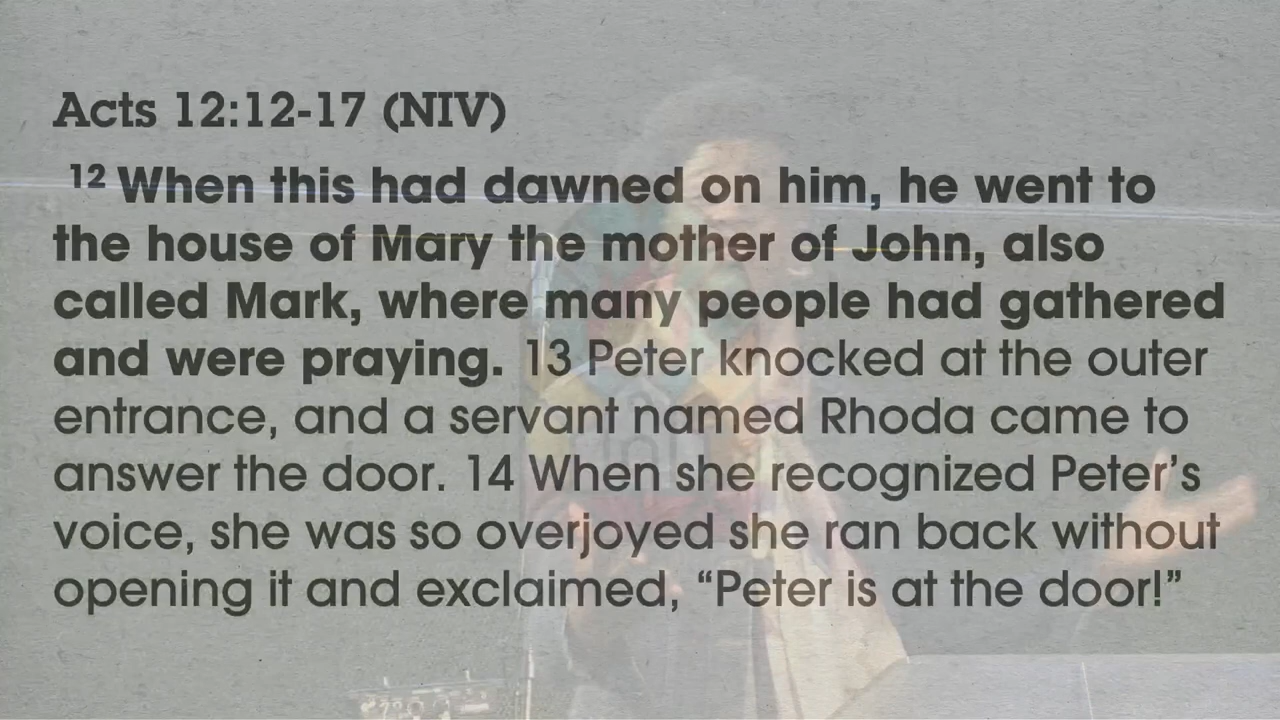 Acts 12:12-17 (NIV)
12 When this had dawned on him, he went to
the house of Mary the mother of John, also
called Mark, where many people had gathered
and were praying. 13 Peter knocked at the outer
entrance, and a servant named Rhoda came to
answer the door. 14 When she recognized Peter’s
voice, she was so overjoyed she ran back without
opening it and exclaimed, “Peter is at the door!”